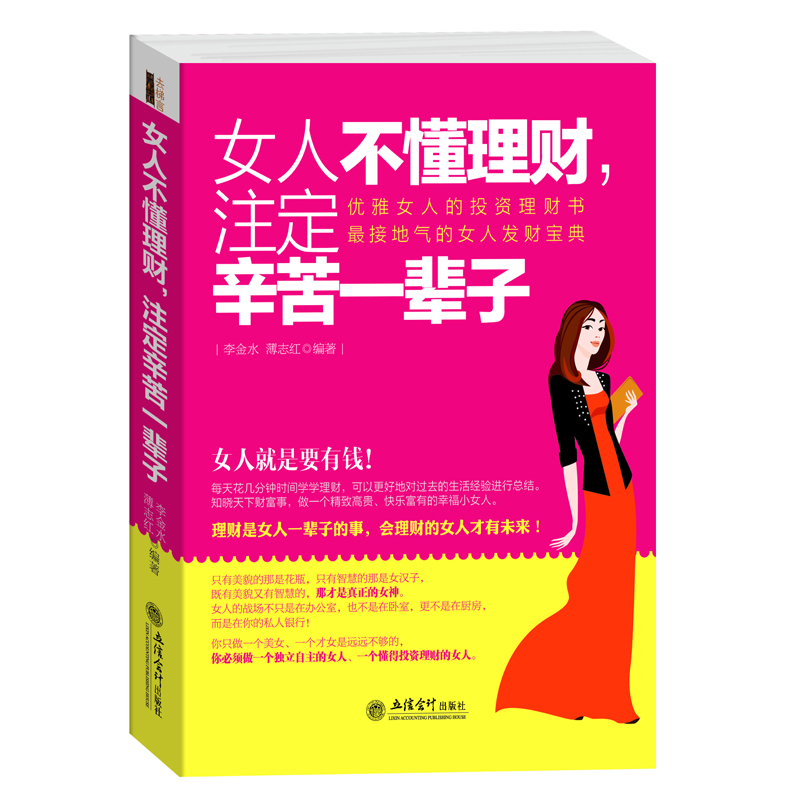 女人不懂理财，
注定
优雅女人的投资理财书
最接地气的女人发财宝典
辛苦一辈子
|李金水 薄志红◎编著|
女人就是要有钱！
每天花几分钟时间学学理财，可以更好地对过去的生活经验进行总结。
知晓天下财富事，做一个精致高贵、快乐富有的幸福小女人。
理财是女人一辈子的事，会理财的女人才有未来！
只有美貌的那是花瓶，只有智慧的那是女汉子，
既有美貌又有智慧的，那才是真正的女神。
女人的战场不只是在办公室，也不是在卧室，更不是在厨房，
而是在你的私人银行！
你只做一个美女、一个才女是远远不够的，
你必须做一个独立自主的女人、一个懂得投资理财的女人。
立信会计出版社
LIXIN ACCOUNTING PUBLISHING HOUSE
去梯言
女人不懂理财，注定辛苦一辈子
李金水
薄志红◎编著
立信会计出版社
LIXIN ACCOUNTING PUBLISHING HOUSE